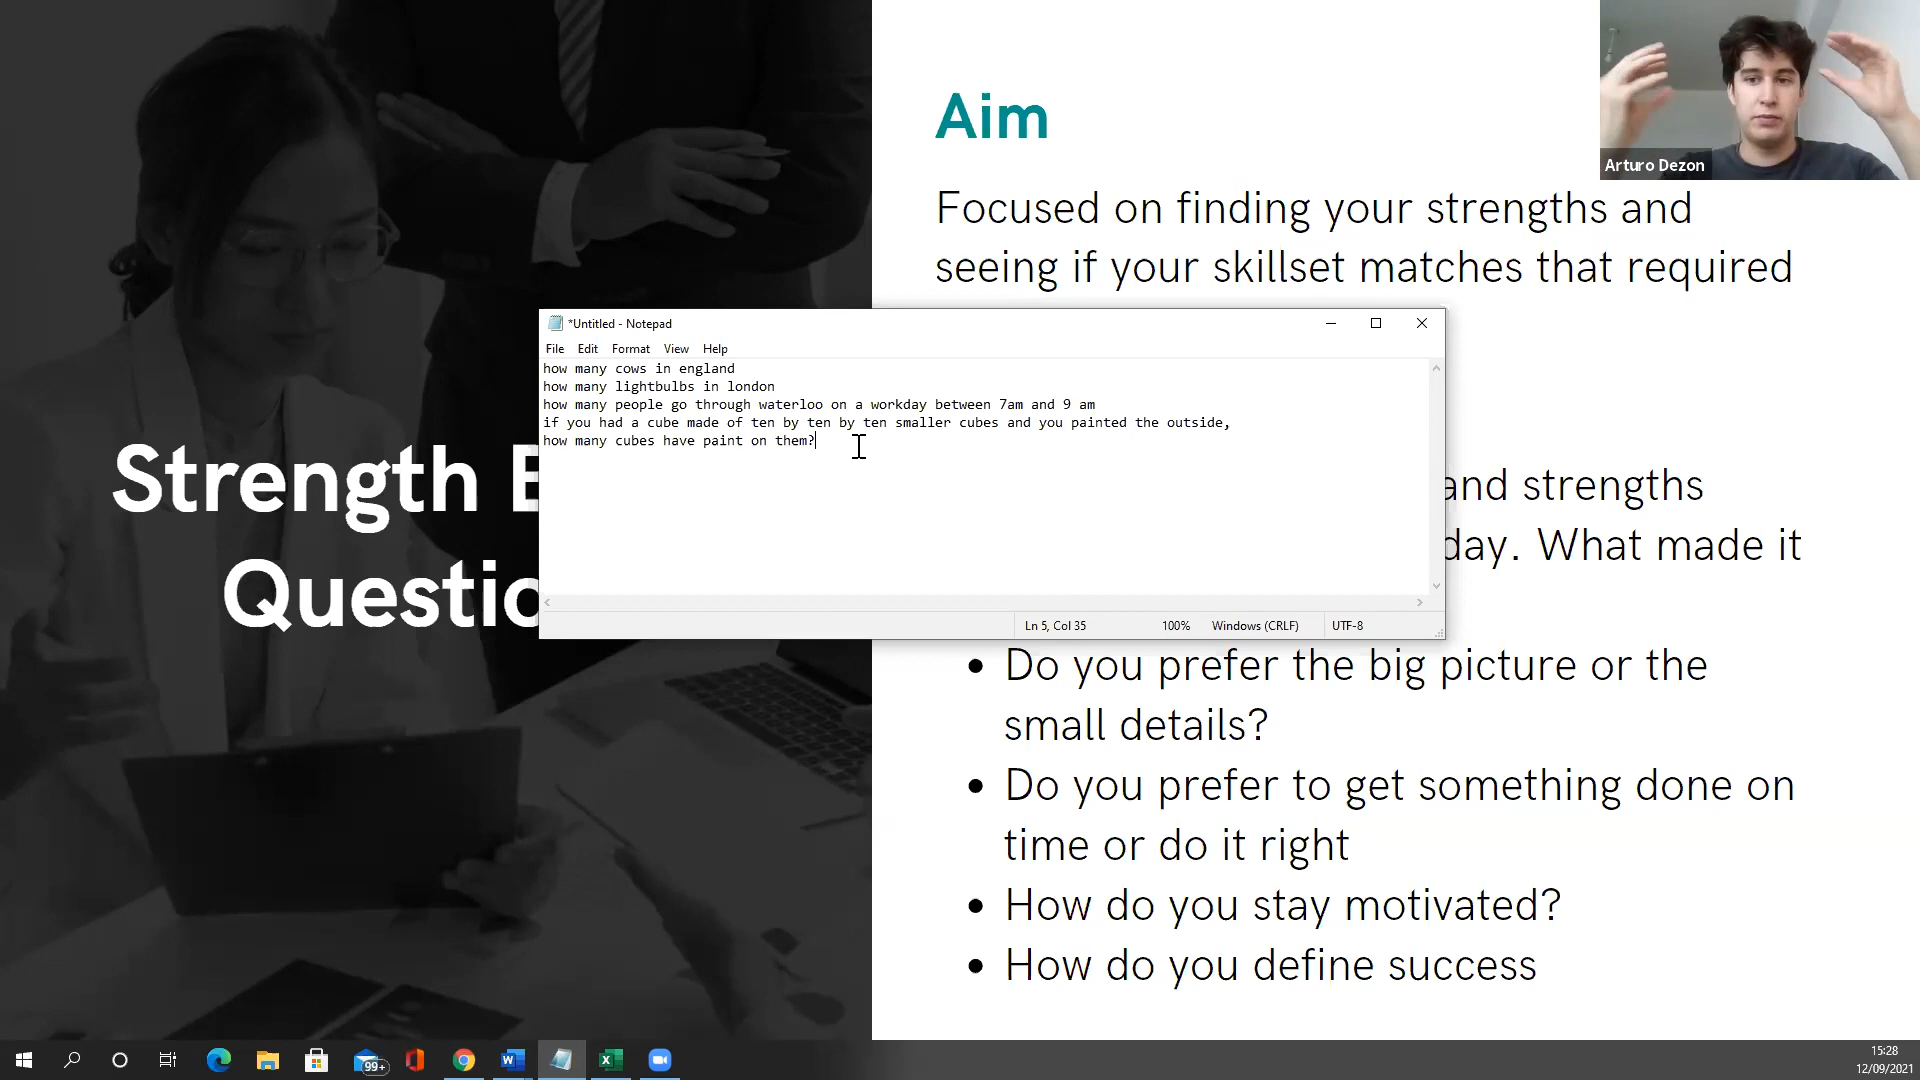 Strength
Questio
Aim
Focused on finding your strengths and
seeing if your skillset matches that required
Arturo Dezon
*Untitled - Notepad
File Edit Format View Help
how many cows in england
how many lightbulbs in london
how many people go through waterloo on a workday between 7am and 9 am
if you had a cube made of ten by ten by ten smaller cubes and you painted the outside,
how many cubes have paint on them?
Ln 5, Col 35 100% Windows (CRLF) UTF-8
and strengths
day. What made it
• Do you prefer the big picture or the
small details?
• Do you prefer to get something done on
time or do it right
• How do you stay motivated?
• How do you define success
99+
15:28
12/09/2021